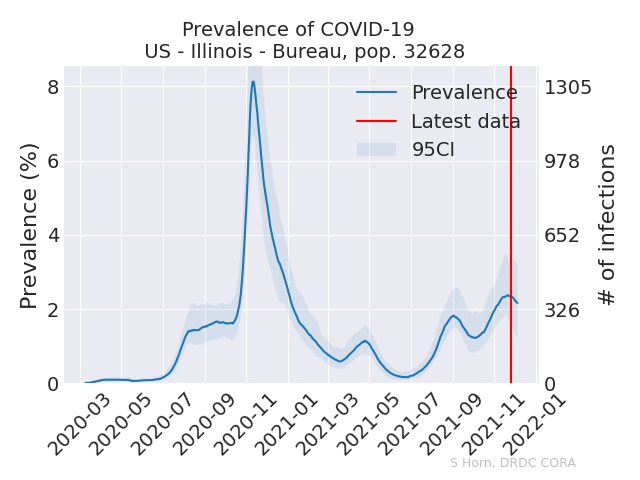 Prevalence of COVID-19
US - Illinois - Bureau, pop. 32628
Prevalence (%)
8
6
4
2
0
Prevalence
Latest data
95CI
1305
978
652
326
0
# of infections
2020-03
2020-05
2020-07
2020-09
2020-11
2021-01
2021-03
2021-05
2021-07
2021-09
2021-11
2022-01
S Horn, DRDC CORA